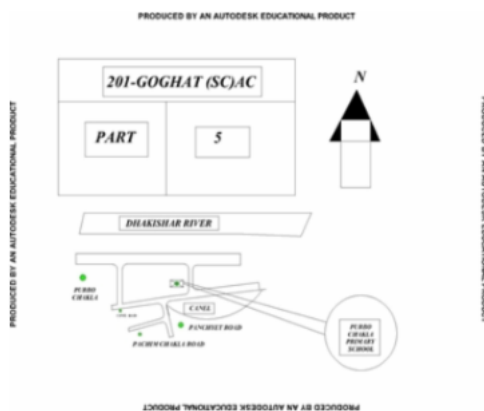 PRODUCED BY AN AUTODESK EDUCATIONAL PRODUCT
201-GOGHAT (SC)AC
N
PART
5
PRODUCED BY AN AUTODESK EDUCATIONAL PRODUCT
PRODUCED BY AN AUTODESK EDUCATIONAL PRODUCT
DHAKISHAR RIVER
PURBO
CHAKLA
CANEL
PANCHYET ROAD
PACHIM CHAKLA ROAD
PURBO
CHAKLA
PRIMARY
SCHOOL
PRODUCED BY AN AUTODESK EDUCATIONAL PRODUCT